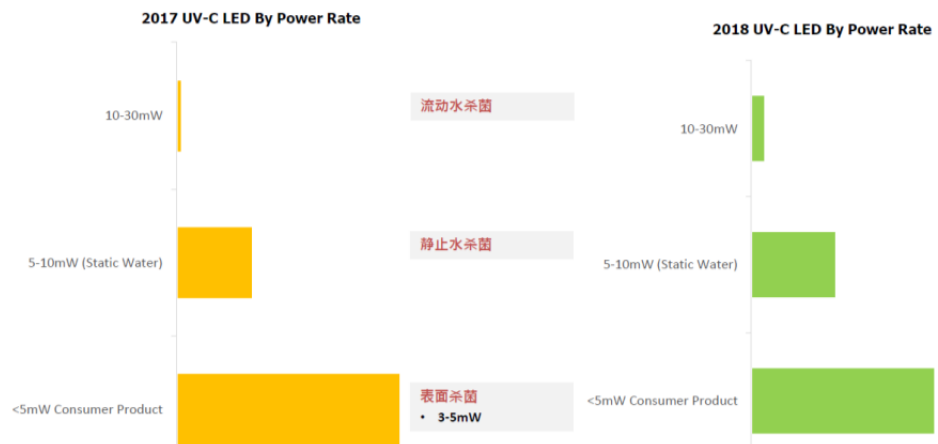 2017 UV-C LED By Power Rate
10-30mW
5-10mW (Static Water)
<5mW Consumer Product
流动水杀菌
静止水杀菌
表面杀菌
• 3-5mW
2018 UV-C LED By Power Rate
10-30mW
5-10mW (Static Water)
<5mW Consumer Product